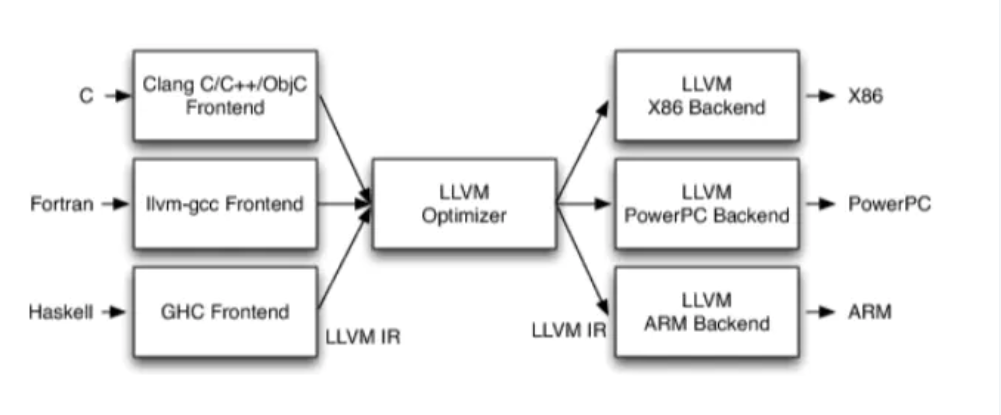 C
Clang C/C++/ObjC
Frontend
LLVM
X86 Backend
X86
Fortran
llvm-gcc Frontend
LLVM
Optimizer
LLVM
PowerPC Backend
PowerPC
Haskell
GHC Frontend
LLVM IR
LLVM IR
LLVM
ARM Backend
ARM